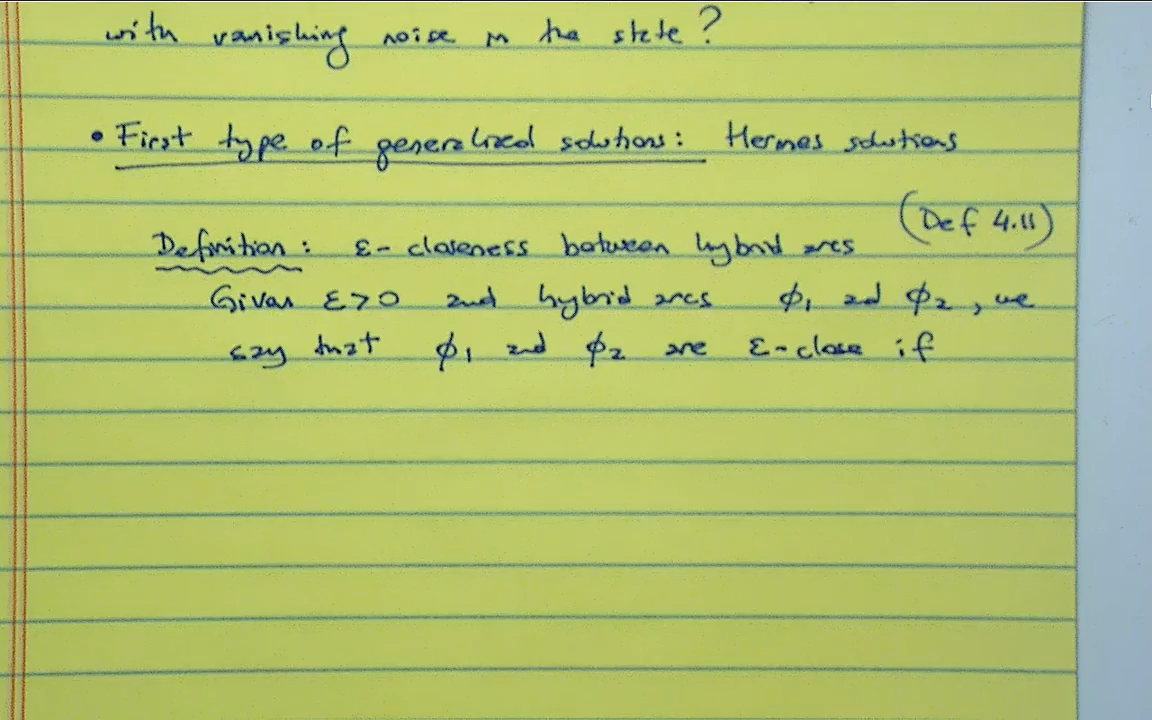 with vanishing noise in the state?
• First type of generalized solutions: Hermes solutions
(Def 4.11)
Definition: ε-closeness between hybrid arcs
Given ε>0 and hybrid arcs ϕ₁ and ϕ₂, we
say that ϕ₁ and ϕ₂ are ε-close if